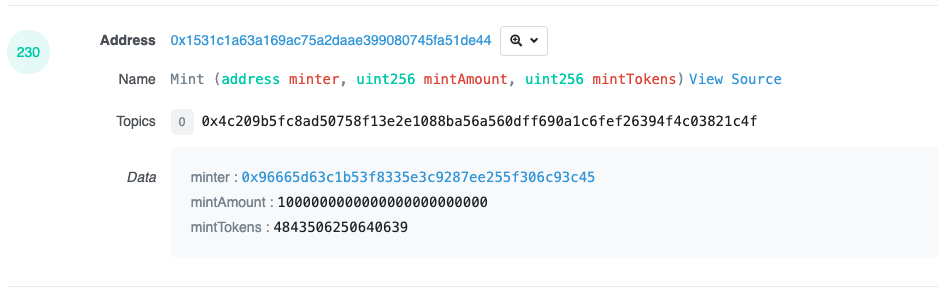 230
Address 0x1531c1a63a169ac75a2daae399080745fa51de44
Name Mint (address minter, uint256 mintAmount, uint256 mintTokens) View Source
Topics 0 0x4c209b5fc8ad50758f13e2e1088ba56a560dff690a1c6fef26394f4c03821c4f
Data minter : 0x96665d63c1b53f8335e3c9287ee255f306c93c45
mintAmount : 1000000000000000000000000
mintTokens : 4843506250640639